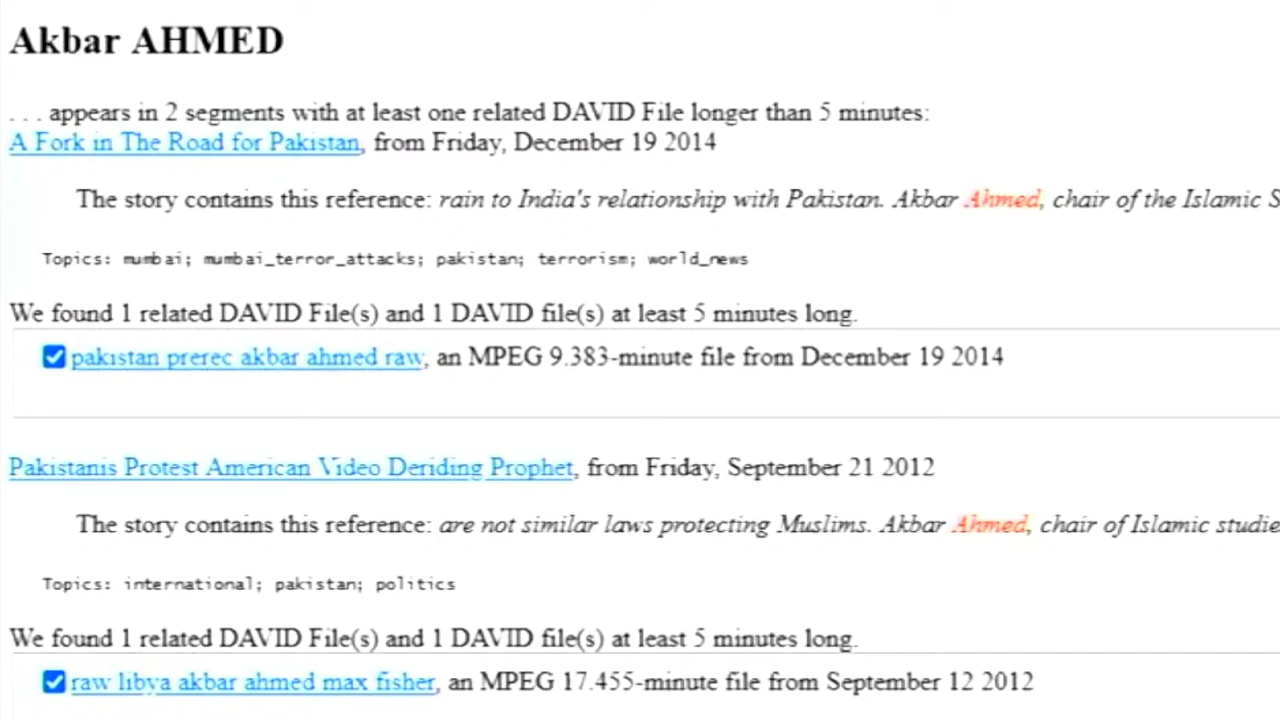 Akbar AHMED
. . . appears in 2 segments with at least one related DAVID File longer than 5 minutes:
A Fork in The Road for Pakistan, from Friday, December 19 2014
The story contains this reference: rain to India's relationship with Pakistan. Akbar Ahmed, chair of the Islamic S
Topics: mumbai; mumbai_terror_attacks; pakistan; terrorism; world_news
We found 1 related DAVID File(s) and 1 DAVID file(s) at least 5 minutes long.
pakistan prerec akbar ahmed raw, an MPEG 9.383-minute file from December 19 2014
Pakistanis Protest American Video Deriding Prophet, from Friday, September 21 2012
The story contains this reference: are not similar laws protecting Muslims. Akbar Ahmed, chair of Islamic studie
Topics: international; pakistan; politics
We found 1 related DAVID File(s) and 1 DAVID file(s) at least 5 minutes long.
raw libya akbar ahmed max fisher, an MPEG 17.455-minute file from September 12 2012